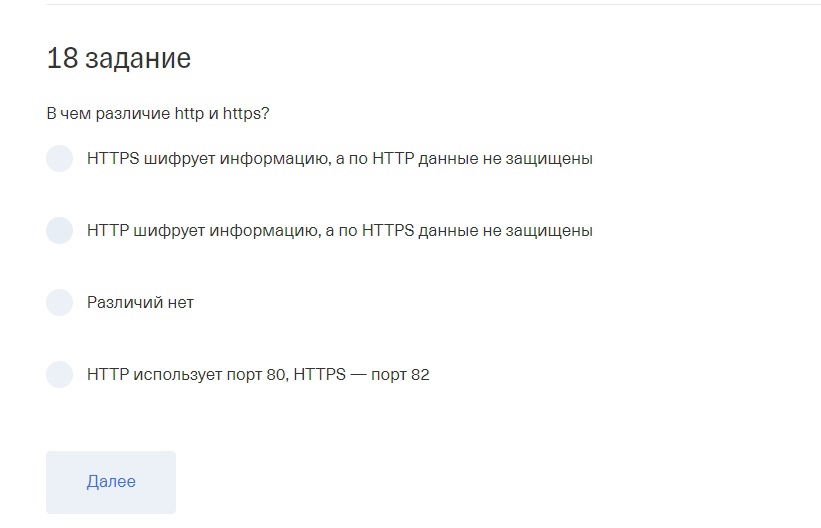 18 задание
В чем различие http и https?
HTTPS шифрует информацию, а по HTTP данные не защищены
HTTP шифрует информацию, а по HTTPS данные не защищены
Различий нет
HTTP использует порт 80, HTTPS — порт 82
Далее